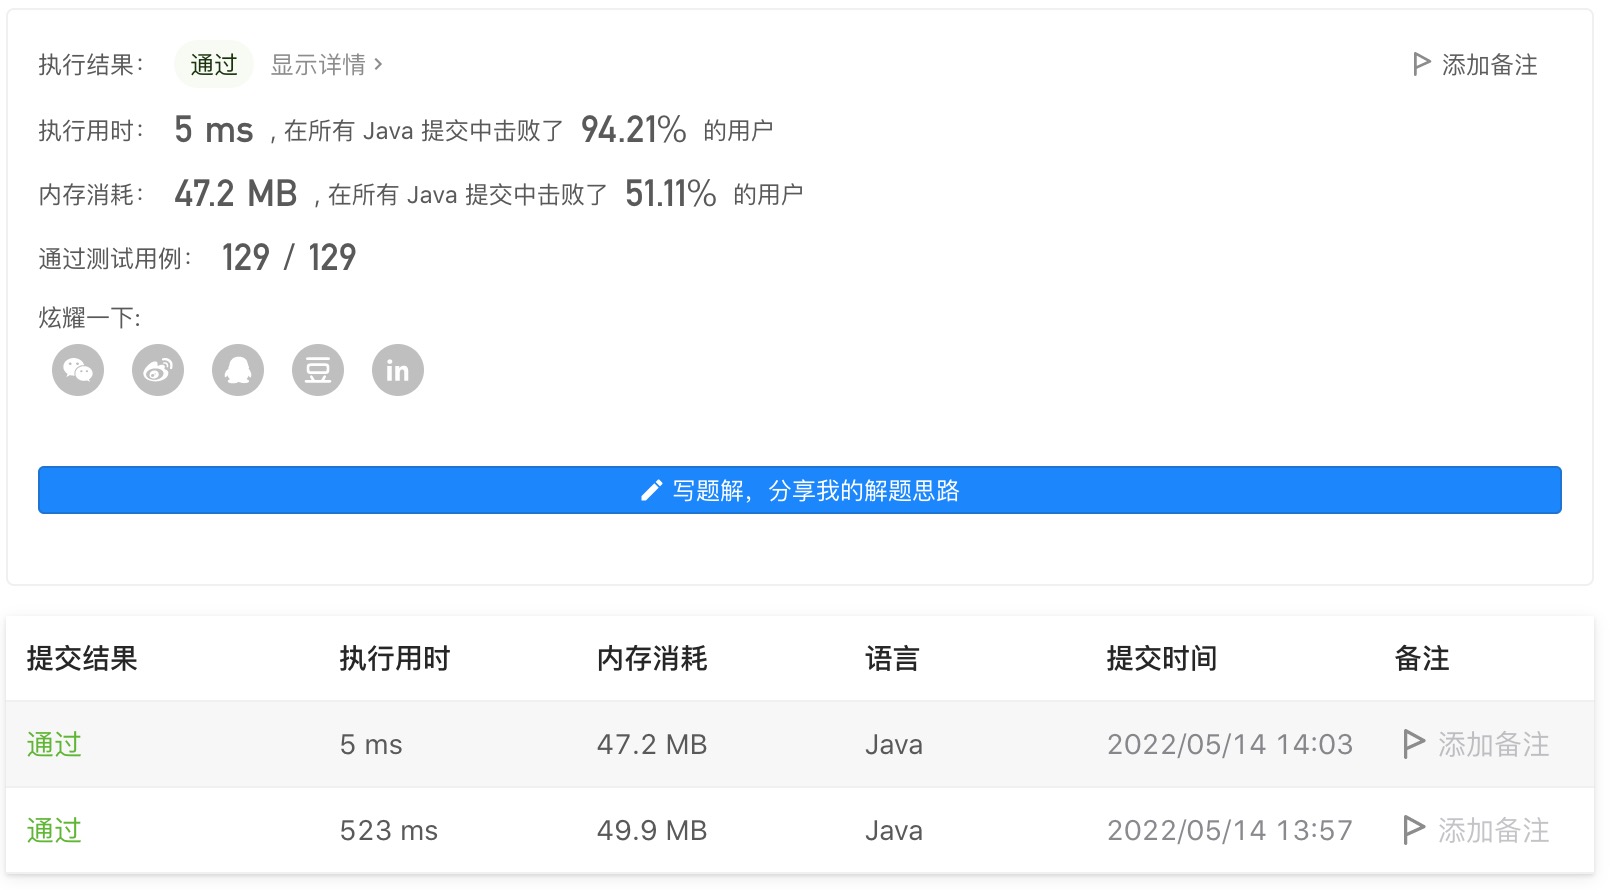 执行结果： 通过 显示详情 > 添加备注
执行用时： 5 ms , 在所有 Java 提交中击败了 94.21% 的用户
内存消耗： 47.2 MB , 在所有 Java 提交中击败了 51.11% 的用户
通过测试用例： 129 / 129
炫耀一下:
豆 in
写题解，分享我的解题思路
提交结果 执行用时 内存消耗 语言 提交时间 备注
通过 5 ms 47.2 MB Java 2022/05/14 14:03 添加备注
通过 523 ms 49.9 MB Java 2022/05/14 13:57 添加备注